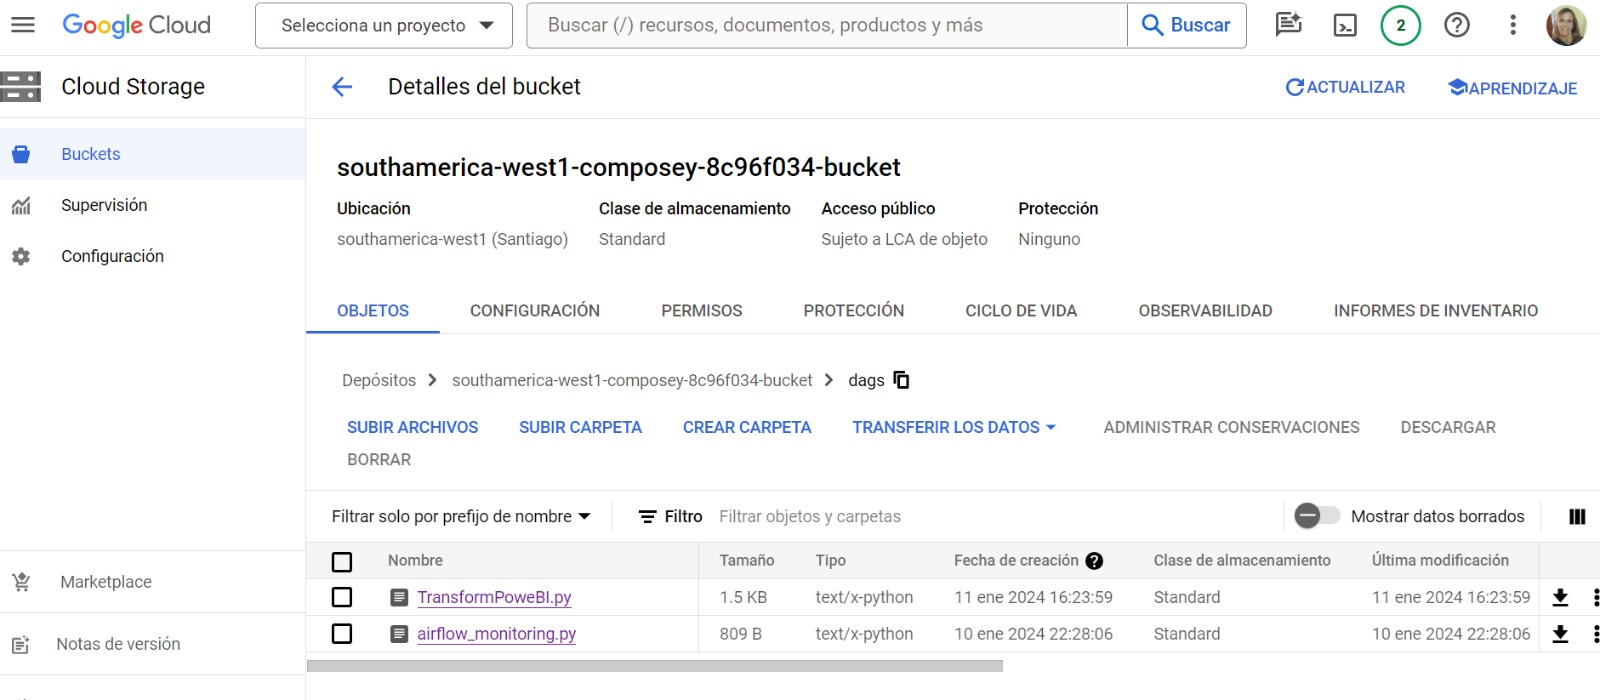 Google Cloud
Selecciona un proyecto
Buscar (/) recursos, documentos, productos y más
Buscar
2
Cloud Storage
Detalles del bucket
ACTUALIZAR
APRENDIZAJE
Buckets
Supervisión
Configuración
southamerica-west1-composey-8c96f034-bucket
Ubicación Clase de almacenamiento Acceso público Protección
southamerica-west1 (Santiago) Standard Sujeto a LCA de objeto Ninguno
OBJETOS CONFIGURACIÓN PERMISOS PROTECCIÓN CICLO DE VIDA OBSERVABILIDAD INFORMES DE INVENTARIO
Depósitos > southamerica-west1-composey-8c96f034-bucket > dags
SUBIR ARCHIVOS SUBIR CARPETA CREAR CARPETA TRANSFERIR LOS DATOS ADMINISTRAR CONSERVACIONES DESCARGAR
BORRAR
Filtrar solo por prefijo de nombre Filtro Filtrar objetos y carpetas Mostrar datos borrados
Nombre Tamaño Tipo Fecha de creación Clase de almacenamiento Última modificación
TransformPoweBI.py 1.5 KB text/x-python 11 ene 2024 16:23:59 Standard 11 ene 2024 16:23:59
airflow_monitoring.py 809 B text/x-python 10 ene 2024 22:28:06 Standard 10 ene 2024 22:28:06
Marketplace
Notas de versión